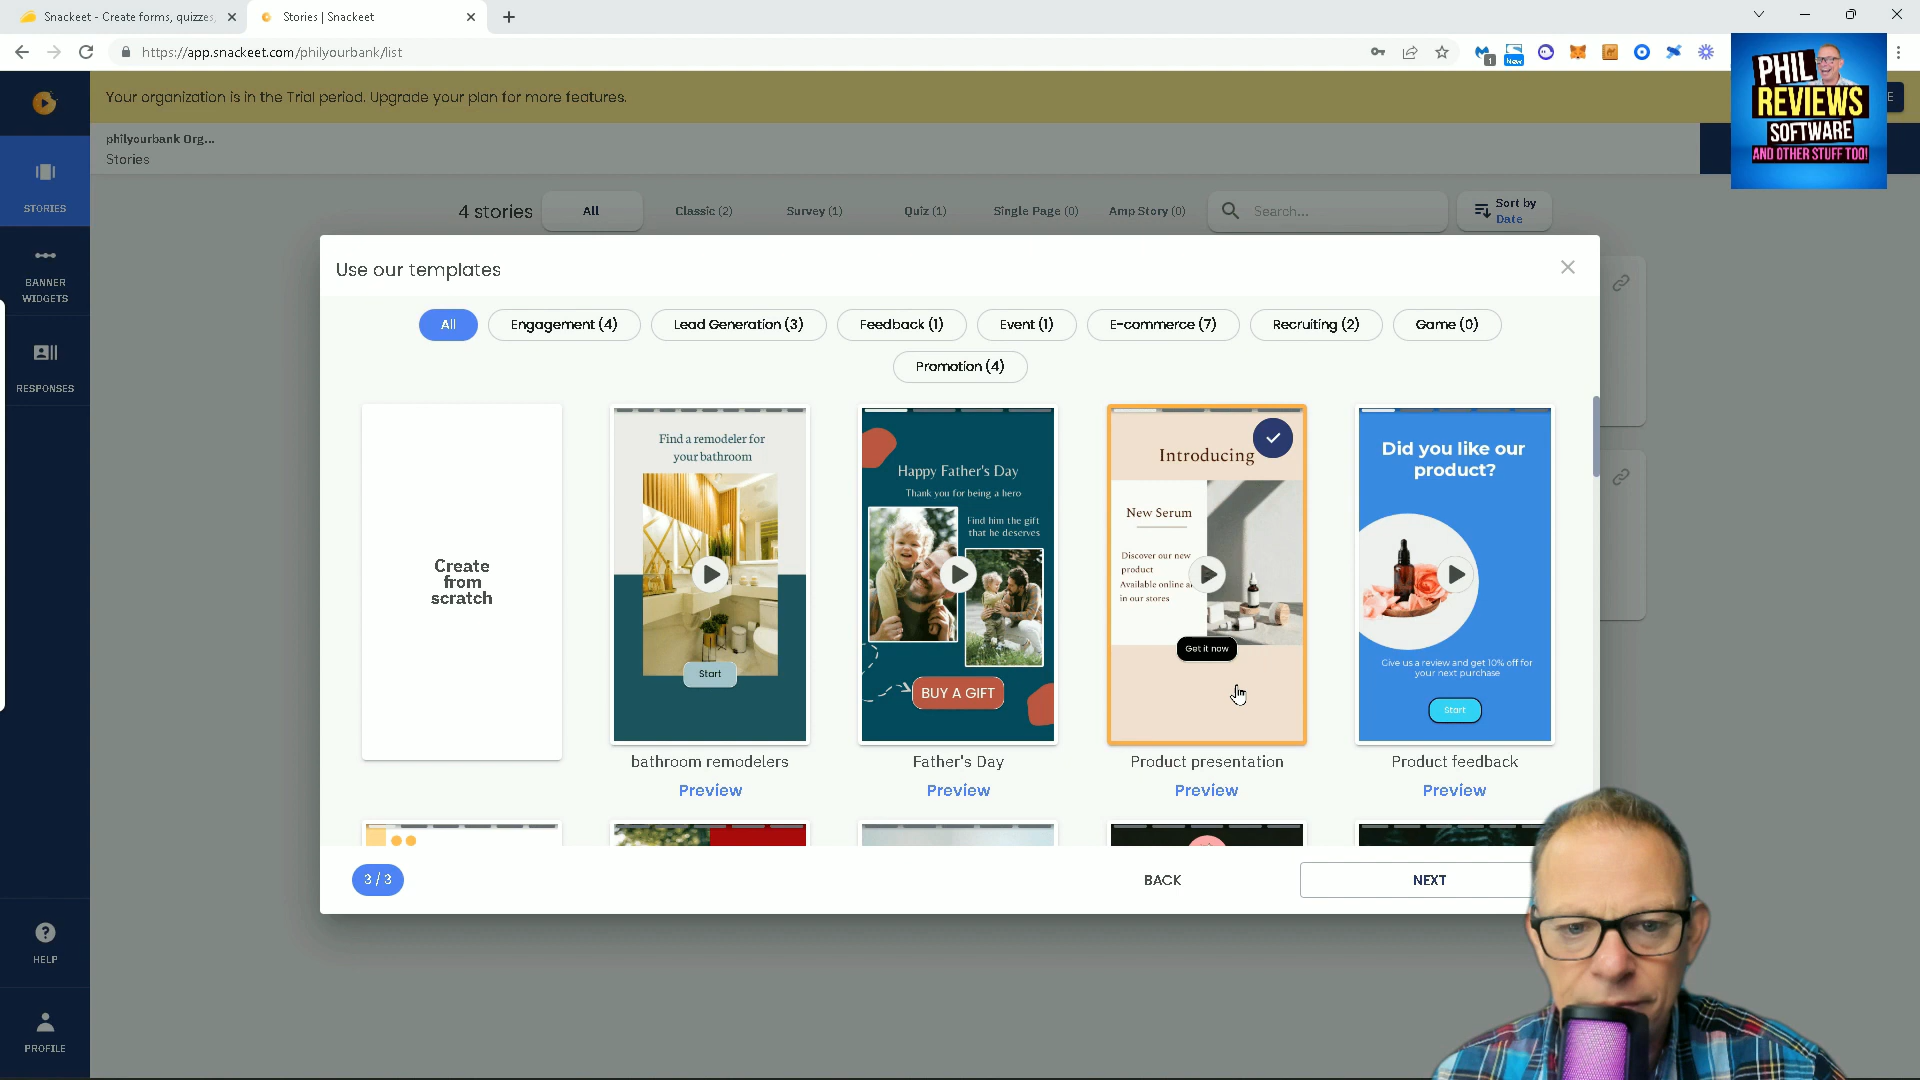 Snackeet - Create forms, quizzes,
Stories | Snackeet
https://app.snackeet.com/philyourbank/list
1
New
Your organization is in the Trial period. Upgrade your plan for more features.
E
PHIL
REVIEWS
SOFTWARE
AND OTHER STUFF TOO!
philyourbank Org...
Stories
STORIES
BANNER
WIDGETS
RESPONSES
HELP
PROFILE
4 stories
All
Classic (2)
Survey (1)
Quiz (1)
Single Page (0)
Amp Story (0)
Search...
Sort by
Date
Use our templates
All
Engagement (4)
Lead Generation (3)
Feedback (1)
Event (1)
E-commerce (7)
Recruiting (2)
Game (0)
Promotion (4)
Create
from
scratch
Find a remodeler for
your bathroom
Start
bathroom remodelers
Preview
Happy Father's Day
Thank you for being a hero
Find him the gift
that he deserves
BUY A GIFT
Father's Day
Preview
Introducing
New Serum
Discover our new
product
Available online a
in our stores
Get it now
Product presentation
Preview
Did you like our
product?
Give us a review and get 10% off for
your next purchase
Start
Product feedback
Preview
3 / 3
BACK
NEXT